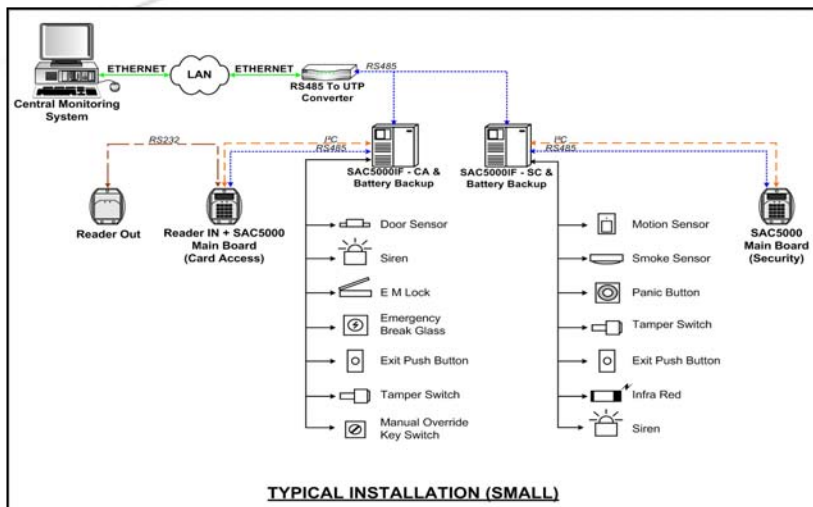 ETHERNET
LAN
ETHERNET
RS485
Central Monitoring
System
RS485 To UTP
Converter
RS232
I²C
RS485
SAC5000IF - CA &
Battery Backup
SAC5000IF - SC &
Battery Backup
I²C
RS485
Reader Out
Reader IN + SAC5000
Main Board
(Card Access)
SAC5000
Main Board
(Security)
Door Sensor
Siren
E M Lock
Emergency
Break Glass
Exit Push Button
Tamper Switch
Manual Override
Key Switch
Motion Sensor
Smoke Sensor
Panic Button
Tamper Switch
Exit Push Button
Infra Red
Siren
TYPICAL INSTALLATION (SMALL)